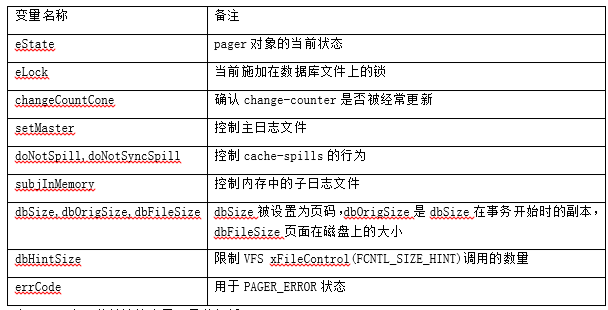 变量名称 备注
eState pager 对象的当前状态
eLock 当前施加在数据库文件上的锁
changeCountCone 确认 change-counter 是否被经常更新
setMaster 控制主日志文件
doNotSpill,doNotSyncSpill 控制 cache-spills 的行为
subjInMemory 控制内存中的子日志文件
dbSize,dbOrigSize,dbFileSize dbSize 被设置为页码,dbOrigSize 是 dbSize 在事务开始时的副本,
dbFileSize 页面在磁盘上的大小
dbHintSize 限制 VFS xFileControl(FCNTL_SIZE_HINT)调用的数量
errCode 用于 PAGER_ERROR 状态